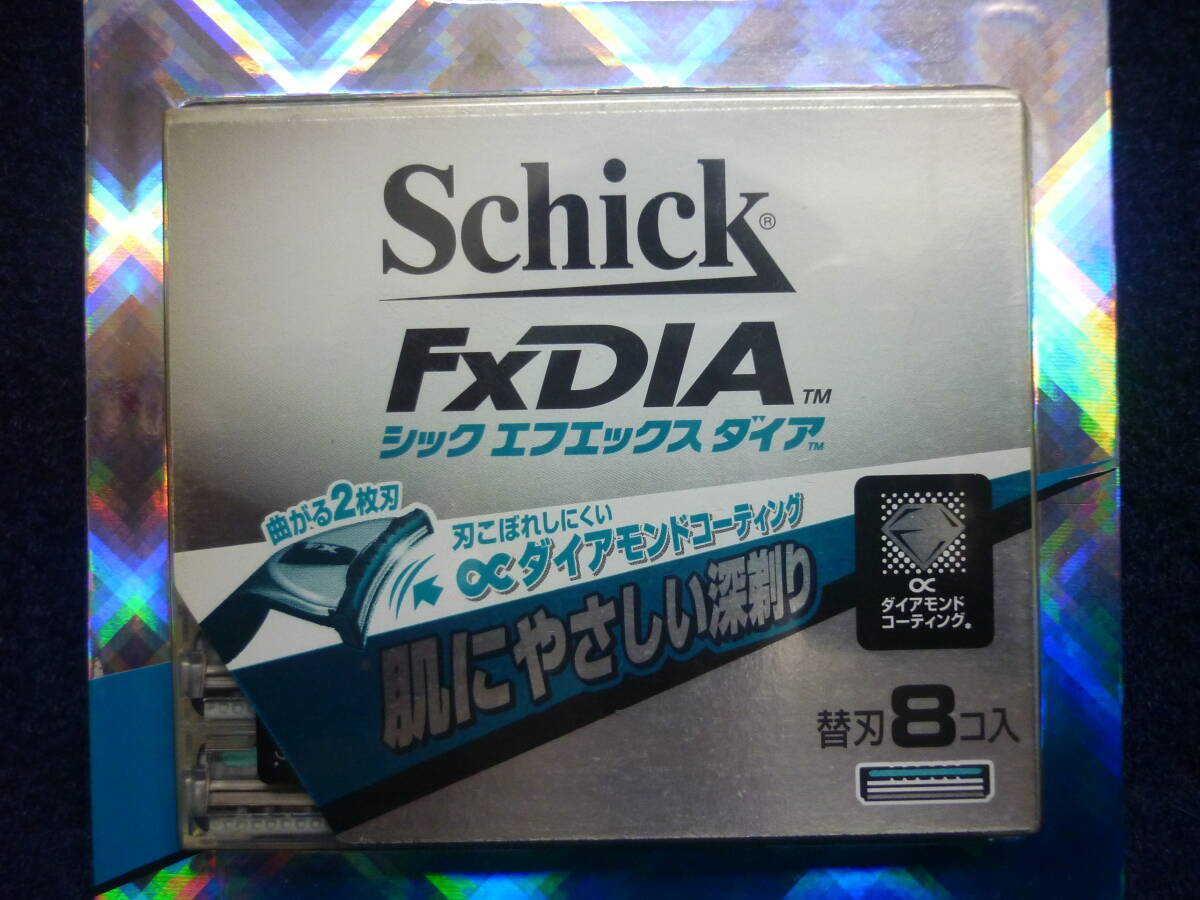 Schick®
FXDIA™
シック エフエックス ダイア™
曲がる2枚刃
FX
刃こぼれしにくい
αダイアモンドコーティング
肌にやさしい深剃り
α
ダイアモンド
コーティング*
替刃8コ入